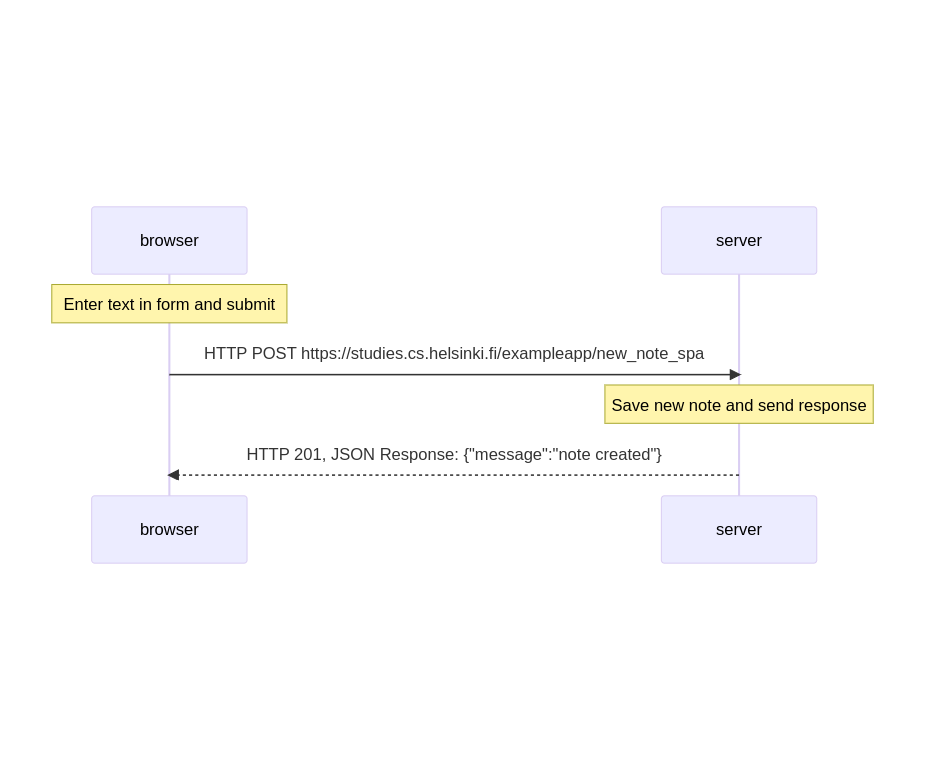 browser
server
Enter text in form and submit
HTTP POST https://studies.cs.helsinki.fi/exampleapp/new_note_spa
Save new note and send response
HTTP 201, JSON Response: {"message":"note created"}
browser
server